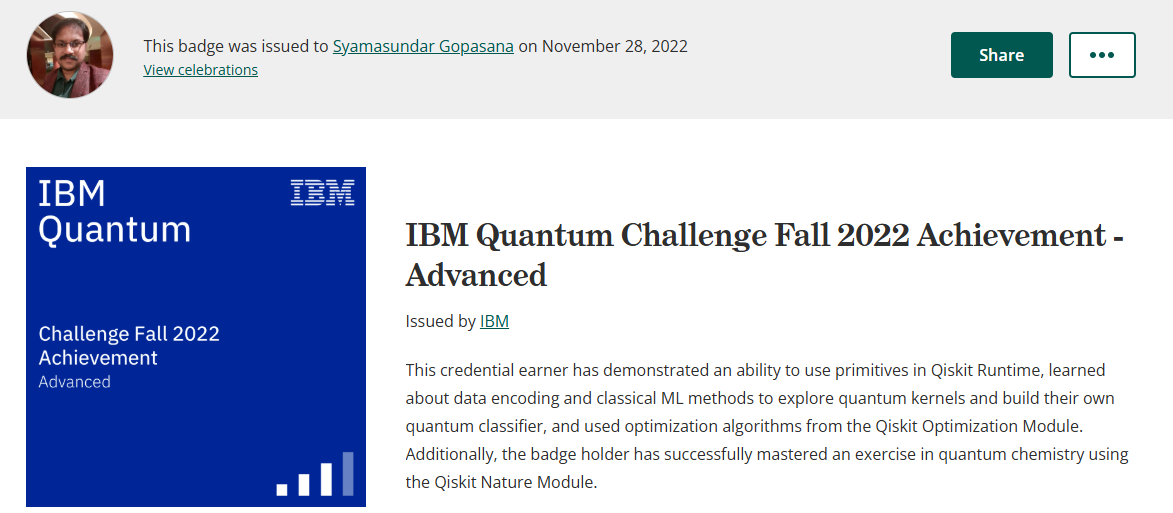 This badge was issued to Syamasundar Gopasana on November 28, 2022
View celebrations
Share
IBM
Quantum
IBM
Challenge Fall 2022
Achievement
Advanced
IBM Quantum Challenge Fall 2022 Achievement -
Advanced
Issued by IBM
This credential earner has demonstrated an ability to use primitives in Qiskit Runtime, learned
about data encoding and classical ML methods to explore quantum kernels and build their own
quantum classifier, and used optimization algorithms from the Qiskit Optimization Module.
Additionally, the badge holder has successfully mastered an exercise in quantum chemistry using
the Qiskit Nature Module.